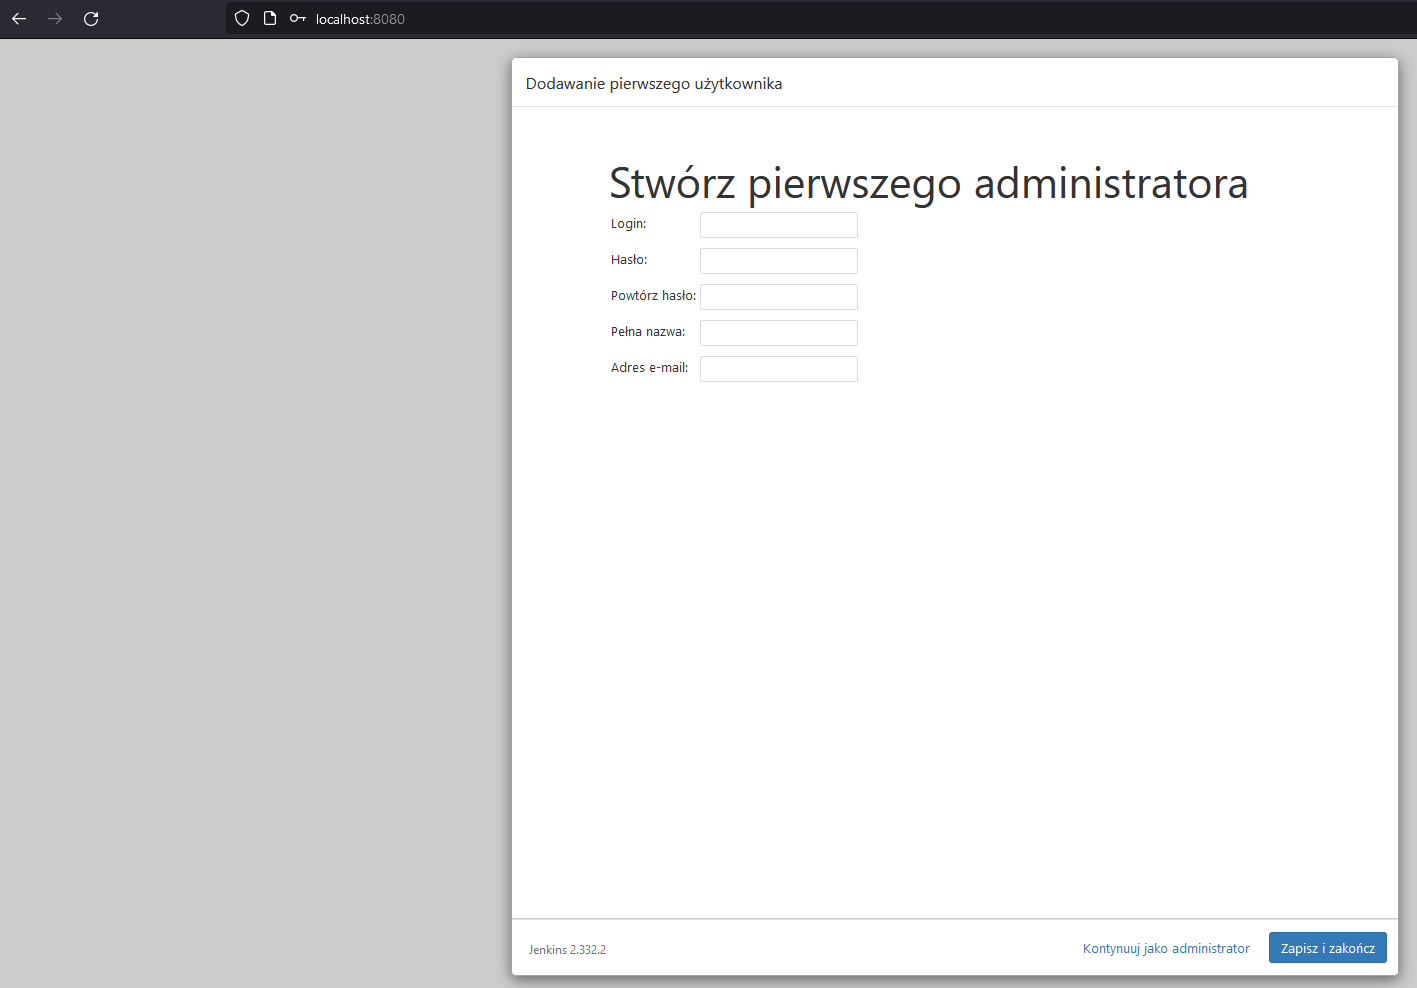 localhost:8080
Dodawanie pierwszego użytkownika
Stwórz pierwszego administratora
Login:
Hasło:
Powtórz hasło:
Pełna nazwa:
Adres e-mail:
Jenkins 2.332.2
Kontynuuj jako administrator
Zapisz i zakończ